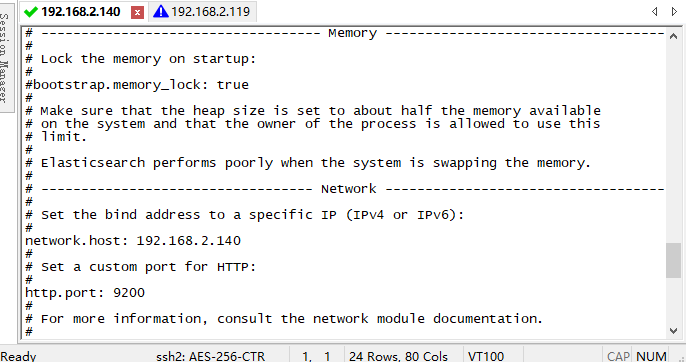 192.168.2.140
192.168.2.119
Session Manager
# ---------------------------------- Memory -----------------------------------
#
# Lock the memory on startup:
#
#bootstrap.memory_lock: true
#
# Make sure that the heap size is set to about half the memory available
# on the system and that the owner of the process is allowed to use this
# limit.
#
# Elasticsearch performs poorly when the system is swapping the memory.
#
# ---------------------------------- Network -----------------------------------
#
# Set the bind address to a specific IP (IPv4 or IPv6):
#
network.host: 192.168.2.140
#
# Set a custom port for HTTP:
#
http.port: 9200
#
# For more information, consult the network module documentation.
#
Ready
ssh2: AES-256-CTR
1, 1
24 Rows, 80 Cols
VT100
CAP
NUM